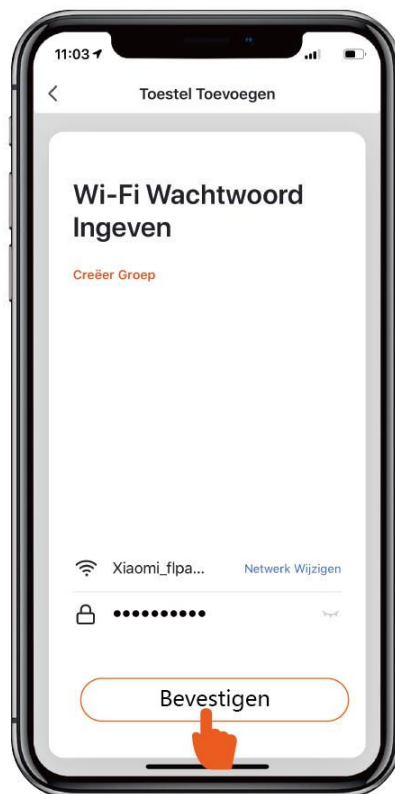 11:03
Toestel Toevoegen
Wi-Fi Wachtwoord
Ingeven
Creëer Groep
Xiaomi_flpa...
Netwerk Wijzigen
••••••••••
Bevestigen